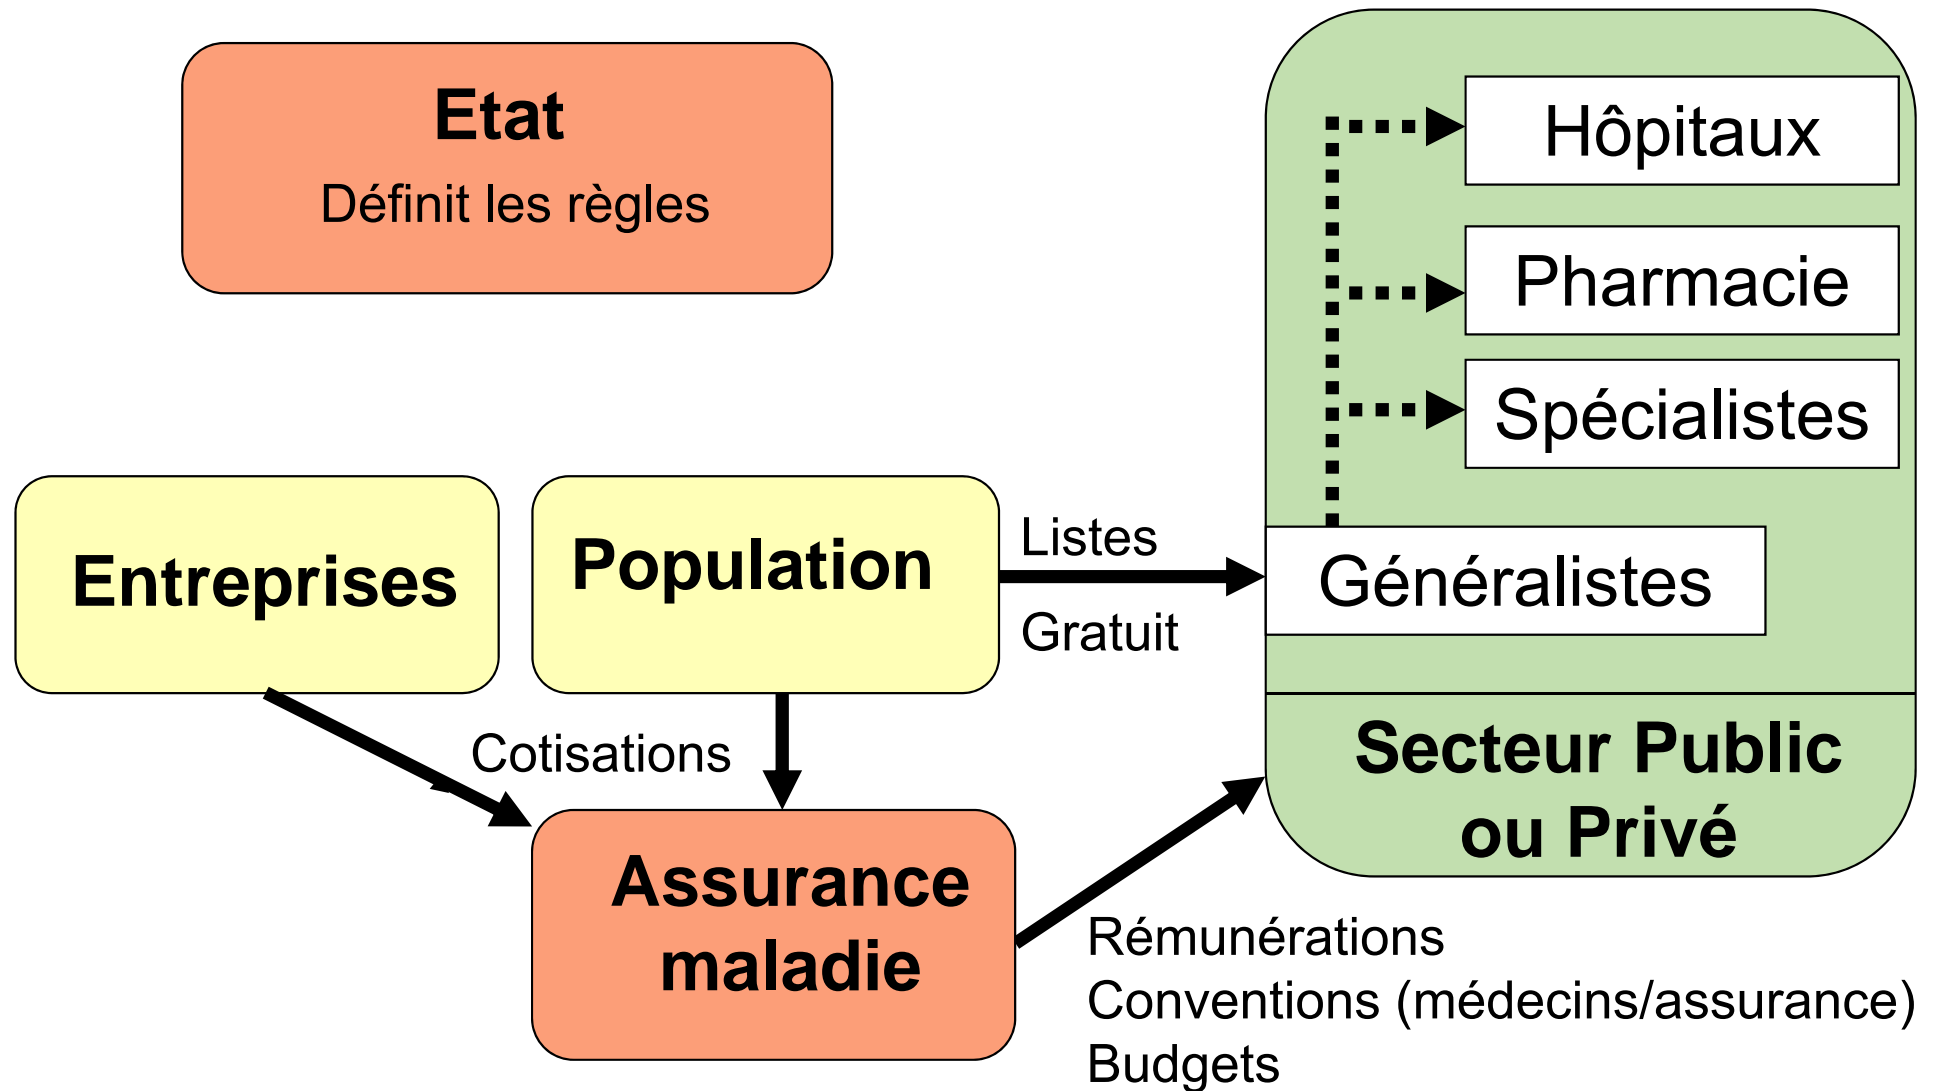 Etat
Définit les règles
Hôpitaux
Pharmacie
Spécialistes
Entreprises
Population
Listes
Gratuit
Généralistes
Cotisations
Secteur Public
ou Privé
Assurance
maladie
Rémunérations
Conventions (médecins/assurance)
Budgets